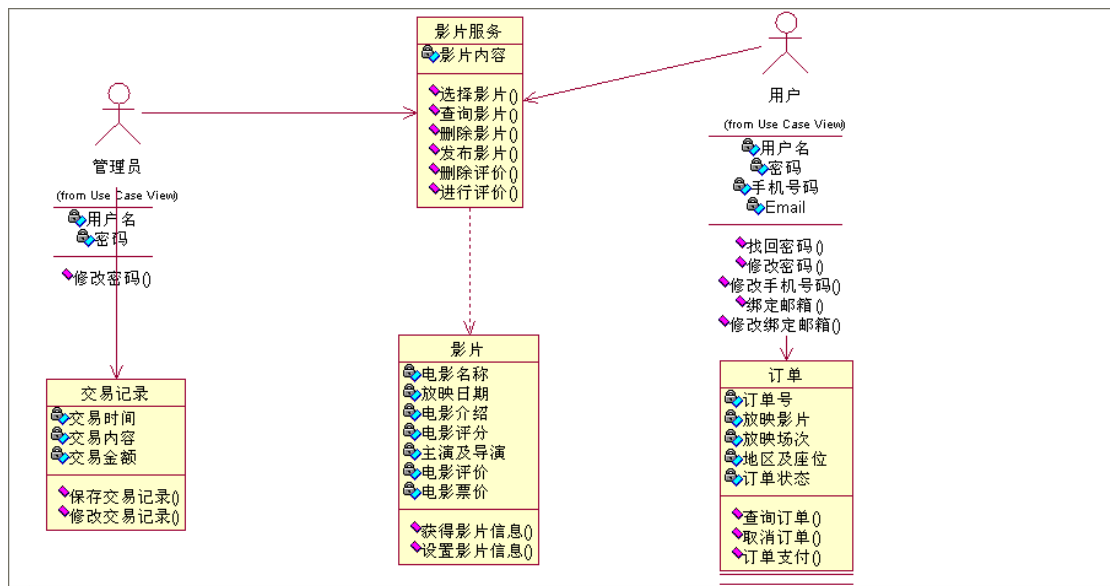 影片服务
影片内容
选择影片()
查询影片()
删除影片()
发布影片()
删除评价()
进行评价()
管理员
(from Use Case View)
用户名
密码
修改密码()
用户
(from Use Case View)
用户名
密码
手机号码
Email
找回密码()
修改密码()
修改手机号码()
绑定邮箱()
修改绑定邮箱()
交易记录
交易时间
交易内容
交易金额
保存交易记录()
修改交易记录()
影片
电影名称
放映日期
电影介绍
电影评分
主演及导演
电影评价
电影票价
获得影片信息()
设置影片信息()
订单
订单号
放映影片
放映场次
地区及座位
订单状态
查询订单()
取消订单()
订单支付()